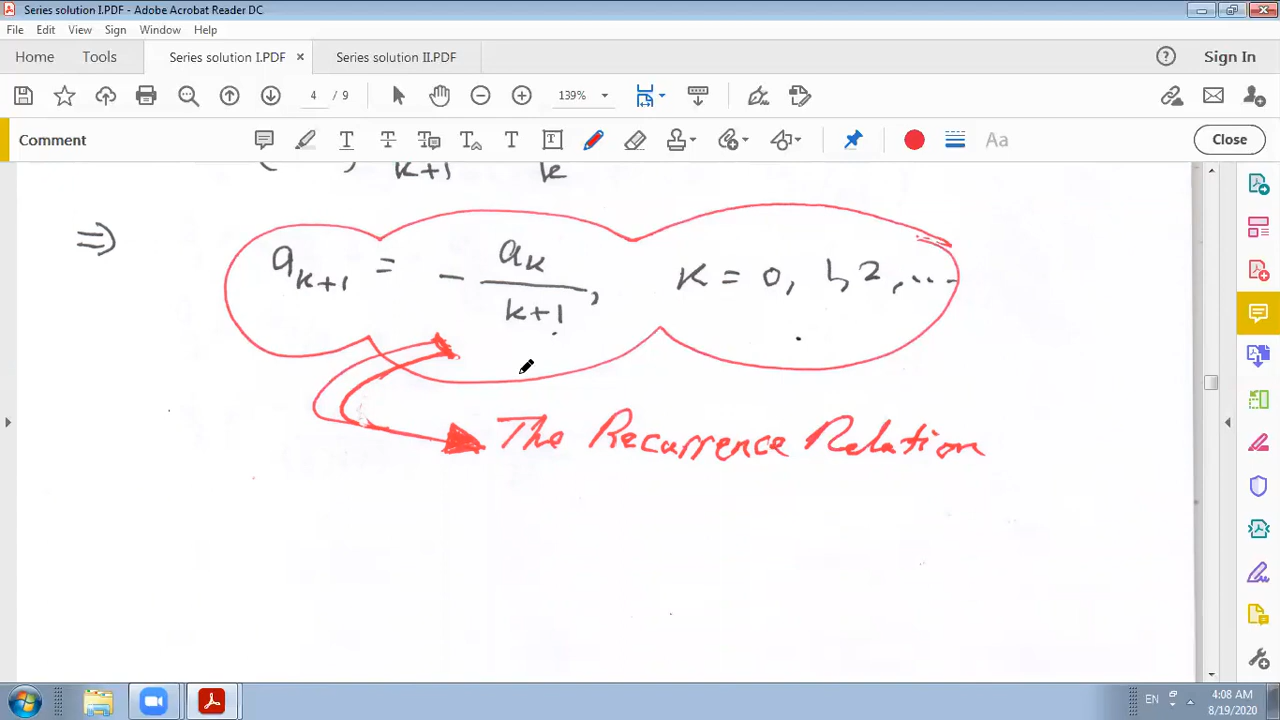 Series solution I.PDF - Adobe Acrobat Reader DC
File Edit View Sign Window Help
Home Tools Series solution I.PDF × Series solution II.PDF Sign In
4 / 9 139%
Comment Aa Close
( ) k+1 k
⇒ a_{k+1} = - a_k / k+1, k = 0, 1, 2, ...
The Recurrence Relation
EN 4:08 AM
8/19/2020